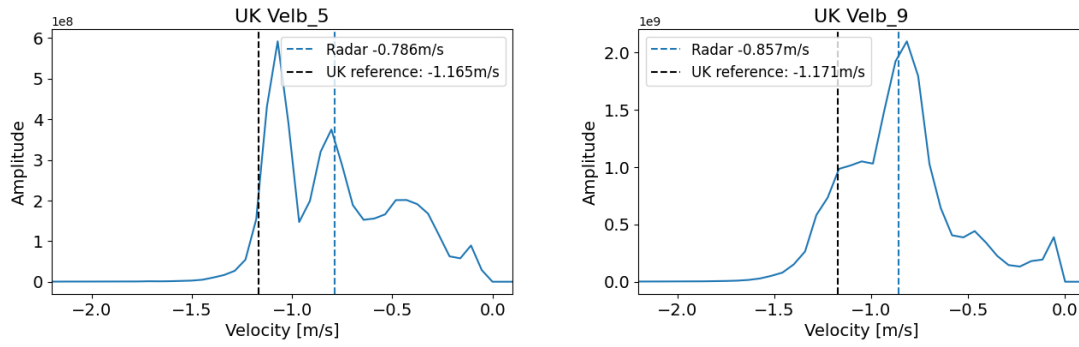 UK Velb_5
1e8
Radar -0.786m/s
UK reference: -1.165m/s
6
5
4
3
2
1
0
Amplitude
−2.0 −1.5 −1.0 −0.5 0.0
Velocity [m/s]
UK Velb_9
1e9
Radar -0.857m/s
UK reference: -1.171m/s
2.0
1.5
1.0
0.5
0.0
Amplitude
−2.0 −1.5 −1.0 −0.5 0.0
Velocity [m/s]